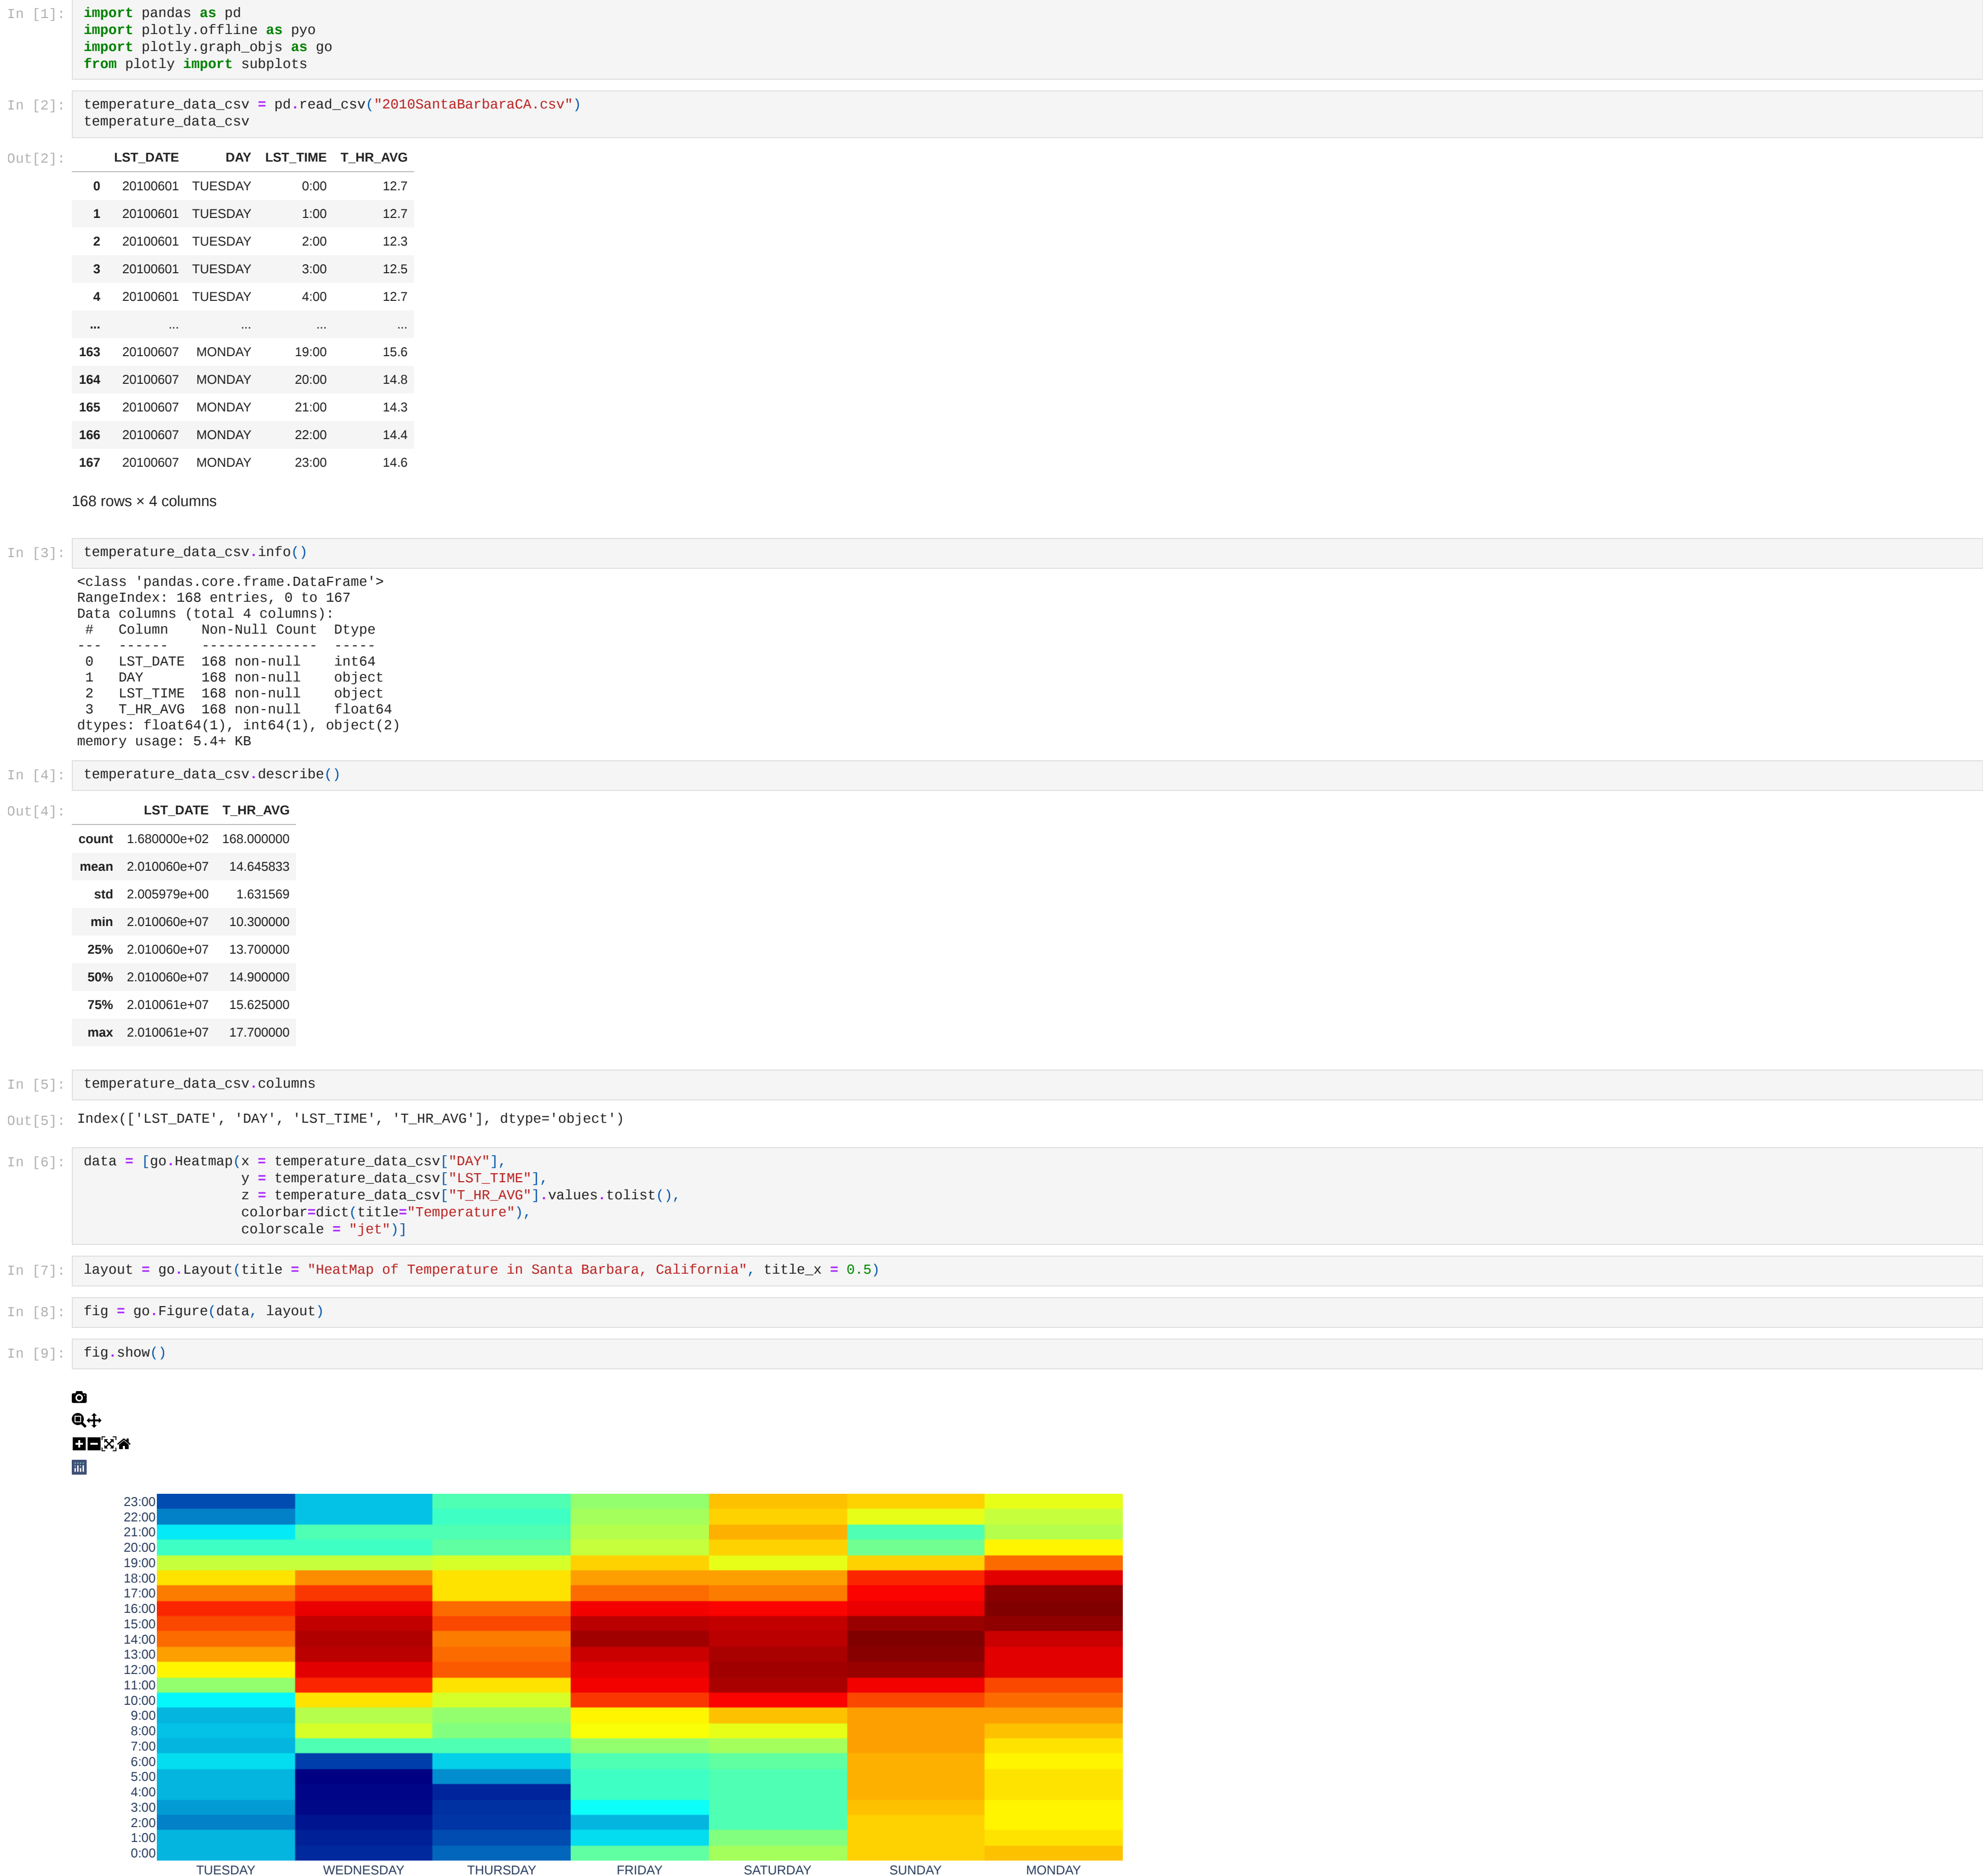 In [1]: import pandas as pd
import plotly.offline as pyo
import plotly.graph_objs as go
from plotly import subplots
In [2]: temperature_data_csv = pd.read_csv("2010SantaBarbaraCA.csv")
temperature_data_csv
Out[2]: LST_DATE DAY LST_TIME T_HR_AVG
0 20100601 TUESDAY 0:00 12.7
1 20100601 TUESDAY 1:00 12.7
2 20100601 TUESDAY 2:00 12.3
3 20100601 TUESDAY 3:00 12.5
4 20100601 TUESDAY 4:00 12.7
... ... ... ... ...
163 20100607 MONDAY 19:00 15.6
164 20100607 MONDAY 20:00 14.8
165 20100607 MONDAY 21:00 14.3
166 20100607 MONDAY 22:00 14.4
167 20100607 MONDAY 23:00 14.6
168 rows × 4 columns
In [3]: temperature_data_csv.info()
<class 'pandas.core.frame.DataFrame'>
RangeIndex: 168 entries, 0 to 167
Data columns (total 4 columns):
 #   Column    Non-Null Count  Dtype
---  ------    --------------  -----
 0   LST_DATE  168 non-null    int64
 1   DAY       168 non-null    object
 2   LST_TIME  168 non-null    object
 3   T_HR_AVG  168 non-null    float64
dtypes: float64(1), int64(1), object(2)
memory usage: 5.4+ KB
In [4]: temperature_data_csv.describe()
Out[4]: LST_DATE T_HR_AVG
count 1.680000e+02 168.000000
mean 2.010060e+07 14.645833
std 2.005979e+00 1.631569
min 2.010060e+07 10.300000
25% 2.010060e+07 13.700000
50% 2.010060e+07 14.900000
75% 2.010061e+07 15.625000
max 2.010061e+07 17.700000
In [5]: temperature_data_csv.columns
Out[5]: Index(['LST_DATE', 'DAY', 'LST_TIME', 'T_HR_AVG'], dtype='object')
In [6]: data = [go.Heatmap(x = temperature_data_csv["DAY"],
y = temperature_data_csv["LST_TIME"],
z = temperature_data_csv["T_HR_AVG"].values.tolist(),
colorbar=dict(title="Temperature"),
colorscale = "jet")]
In [7]: layout = go.Layout(title = "HeatMap of Temperature in Santa Barbara, California", title_x = 0.5)
In [8]: fig = go.Figure(data, layout)
In [9]: fig.show()
23:00
22:00
21:00
20:00
19:00
18:00
17:00
16:00
15:00
14:00
13:00
12:00
11:00
10:00
9:00
8:00
7:00
6:00
5:00
4:00
3:00
2:00
1:00
0:00
TUESDAY WEDNESDAY THURSDAY FRIDAY SATURDAY SUNDAY MONDAY